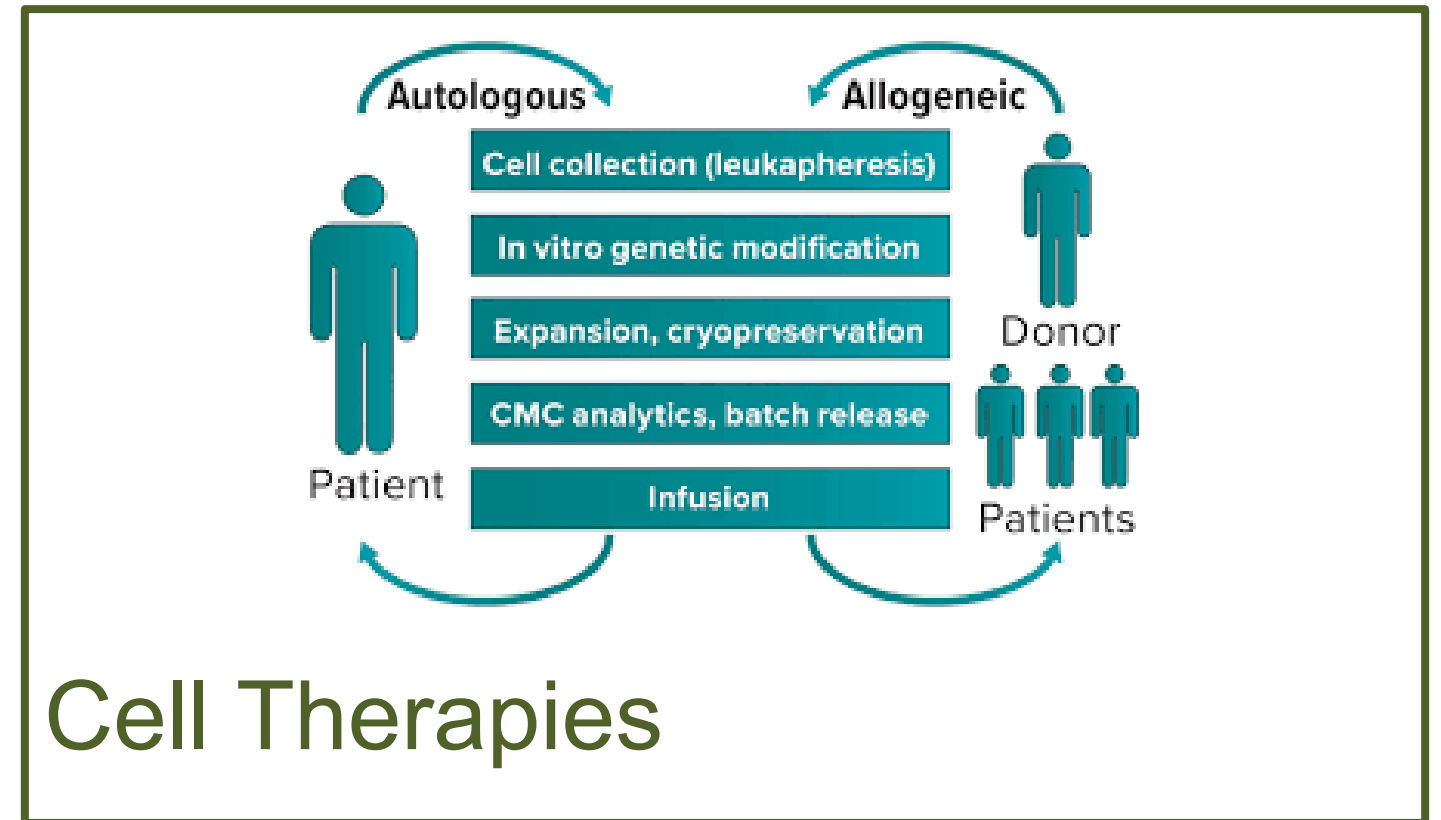 Autologous
Allogeneic
Cell collection (leukapheresis)
In vitro genetic modification
Expansion, cryopreservation
Donor
CMC analytics, batch release
Patient
Infusion
Patients
Cell Therapies